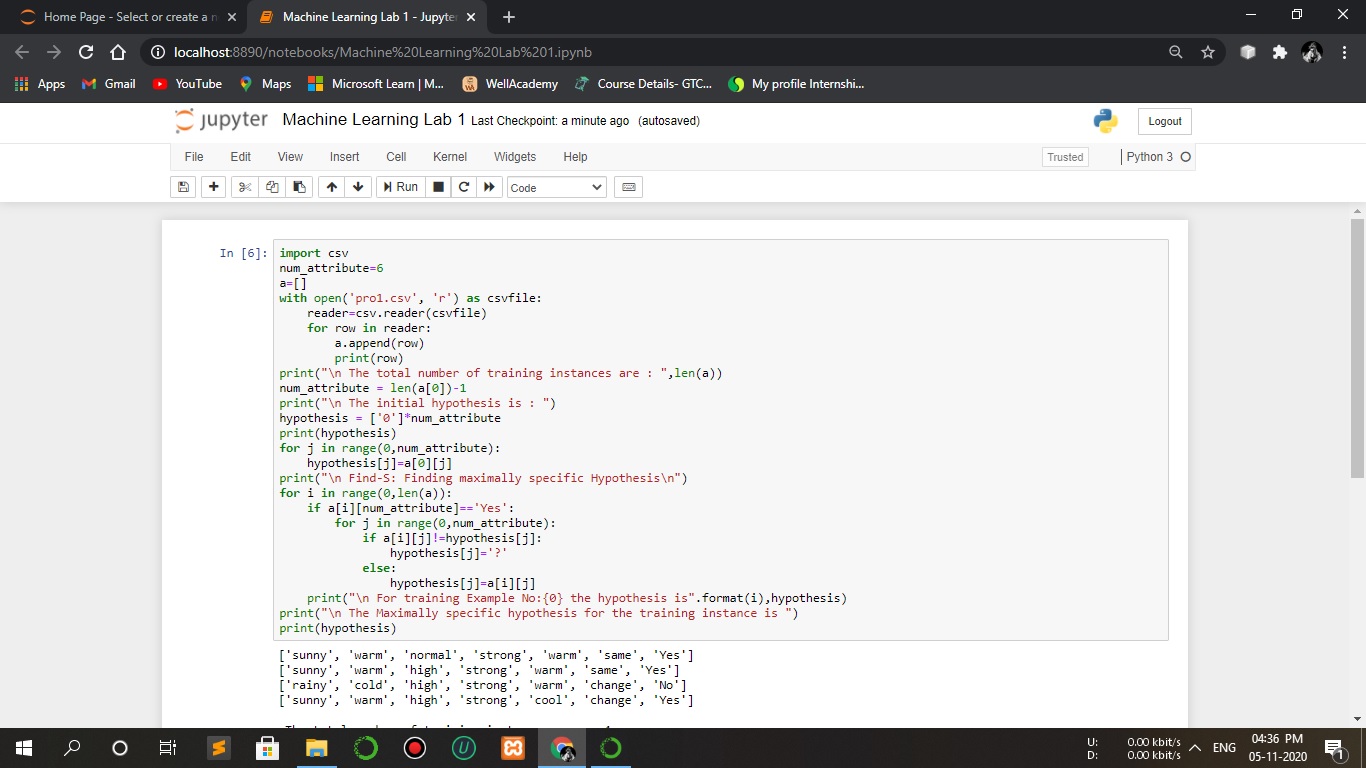 Home Page - Select or create a n
Machine Learning Lab 1 - Jupyter
localhost:8890/notebooks/Machine%20Learning%20Lab%201.ipynb
Apps Gmail YouTube Maps Microsoft Learn | M... WellAcademy Course Details- GTC... My profile Internshi...
jupyter Machine Learning Lab 1 Last Checkpoint: a minute ago (autosaved) Logout
File Edit View Insert Cell Kernel Widgets Help Trusted Python 3
Run Code
In [6]: import csv
num_attribute=6
a=[]
with open('pro1.csv', 'r') as csvfile:
    reader=csv.reader(csvfile)
    for row in reader:
        a.append(row)
        print(row)
print("\n The total number of training instances are : ",len(a))
num_attribute = len(a[0])-1
print("\n The initial hypothesis is : ")
hypothesis = ['0']*num_attribute
print(hypothesis)
for j in range(0,num_attribute):
    hypothesis[j]=a[0][j]
print("\n Find-S: Finding maximally specific Hypothesis\n")
for i in range(0,len(a)):
    if a[i][num_attribute]=='Yes':
        for j in range(0,num_attribute):
            if a[i][j]!=hypothesis[j]:
                hypothesis[j]='?'
            else:
                hypothesis[j]=a[i][j]
    print("\n For training Example No:{0} the hypothesis is".format(i),hypothesis)
print("\n The Maximally specific hypothesis for the training instance is ")
print(hypothesis)
['sunny', 'warm', 'normal', 'strong', 'warm', 'same', 'Yes']
['sunny', 'warm', 'high', 'strong', 'warm', 'same', 'Yes']
['rainy', 'cold', 'high', 'strong', 'warm', 'change', 'No']
['sunny', 'warm', 'high', 'strong', 'cool', 'change', 'Yes']
U: 0.00 kbit/s
D: 0.00 kbit/s
ENG
04:36 PM
05-11-2020
1